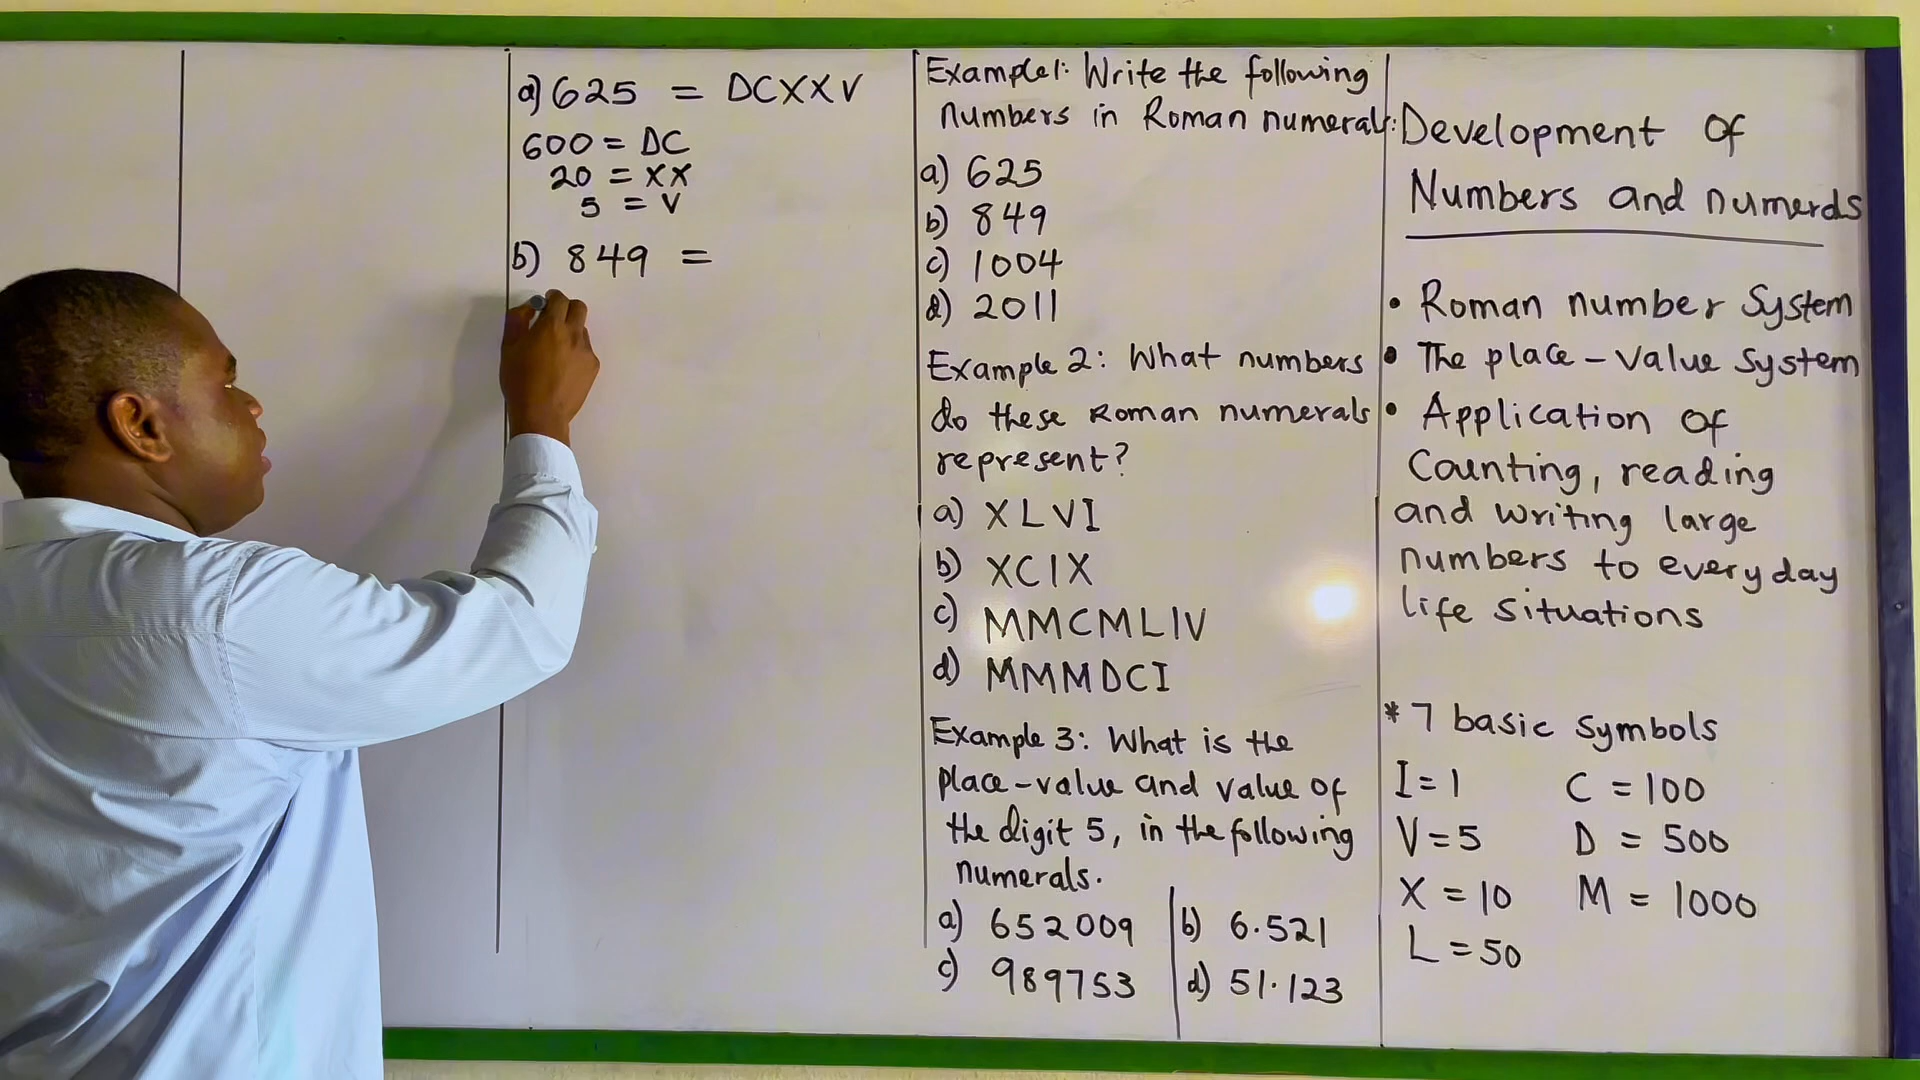 a) 625 = DCXXV
600 = DC
20 = XX
5 = V
b) 849 =
Example1: Write the following
numbers in Roman numerals:
a) 625
b) 849
c) 1004
d) 2011
Example 2: What numbers
do these Roman numerals
represent?
a) XLVI
b) XCIX
c) MMCMLIV
d) MMMDCI
Example 3: What is the
place-value and value of
the digit 5, in the following
numerals.
a) 652009
b) 6.521
c) 989753
d) 51.123
Development of
Numbers and numerals
• Roman number System
• The place-value system
• Application of
Counting, reading
and writing large
numbers to everyday
life situations
* 7 basic symbols
I = 1 C = 100
V = 5 D = 500
X = 10 M = 1000
L = 50